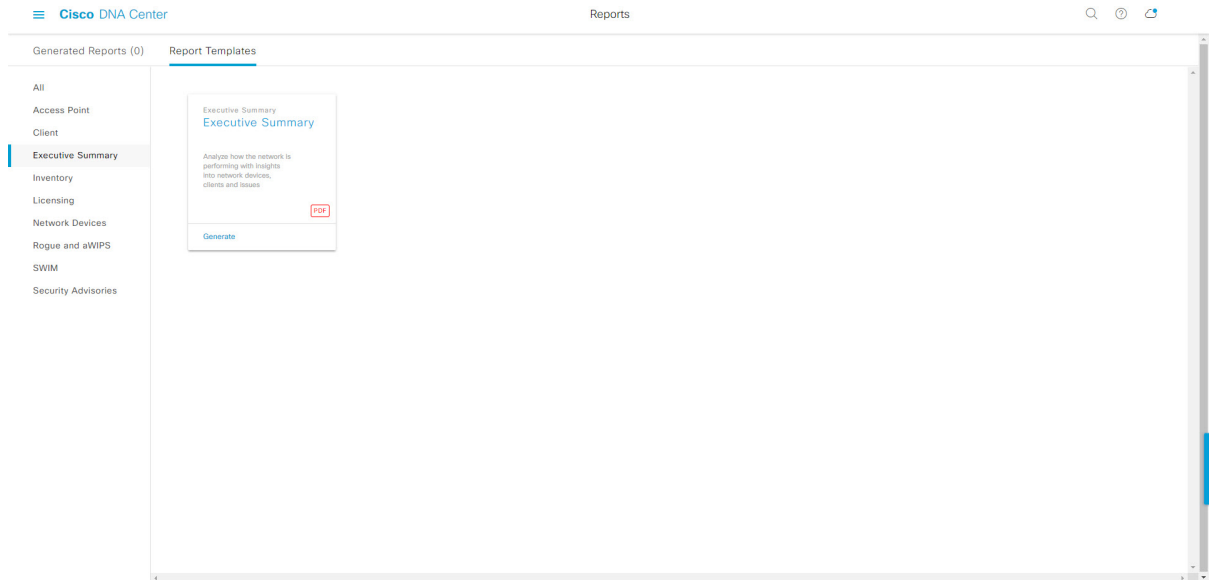 Cisco DNA Center
Reports
Generated Reports (0)
Report Templates
All
Access Point
Client
Executive Summary
Inventory
Licensing
Network Devices
Rogue and aWIPS
SWIM
Security Advisories
Executive Summary
Executive Summary
Analyze how the network is
performing with insights
into network devices,
clients and issues
PDF
Generate